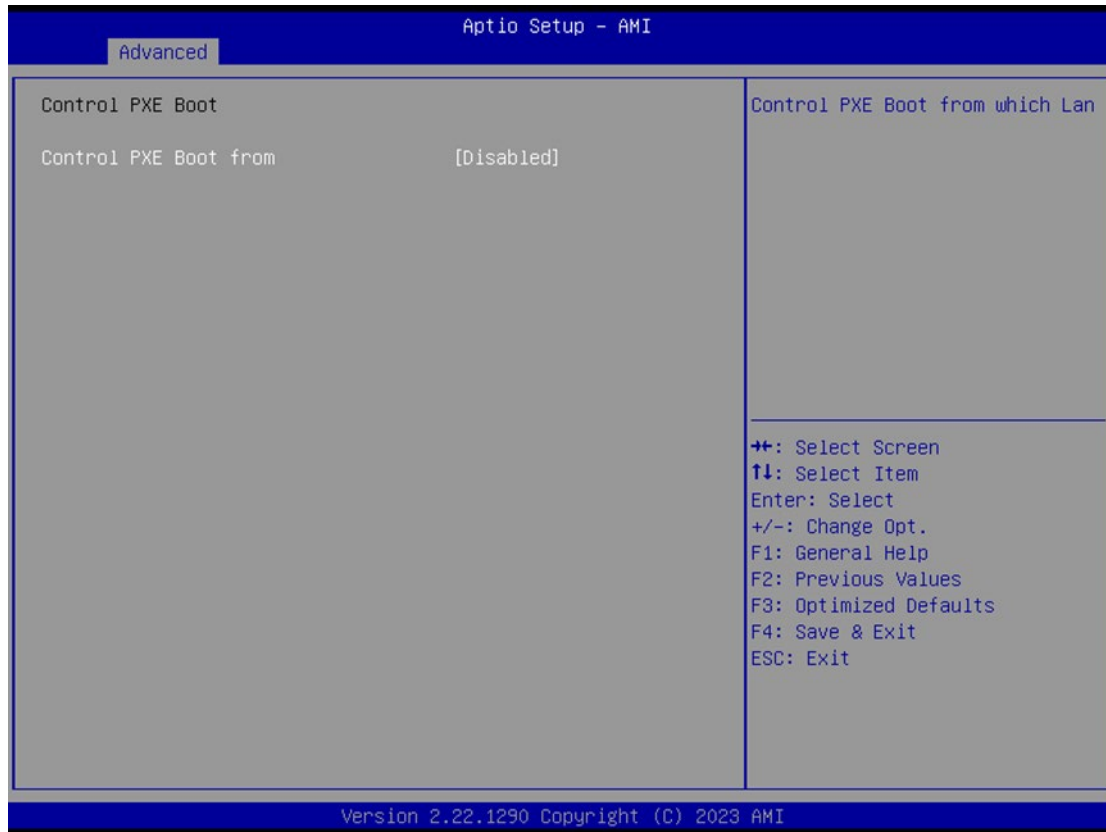 Aptio Setup – AMI
Advanced
Control PXE Boot
Control PXE Boot from [Disabled]
Control PXE Boot from which Lan
→←: Select Screen
↑↓: Select Item
Enter: Select
+/-: Change Opt.
F1: General Help
F2: Previous Values
F3: Optimized Defaults
F4: Save & Exit
ESC: Exit
Version 2.22.1290 Copyright (C) 2023 AMI